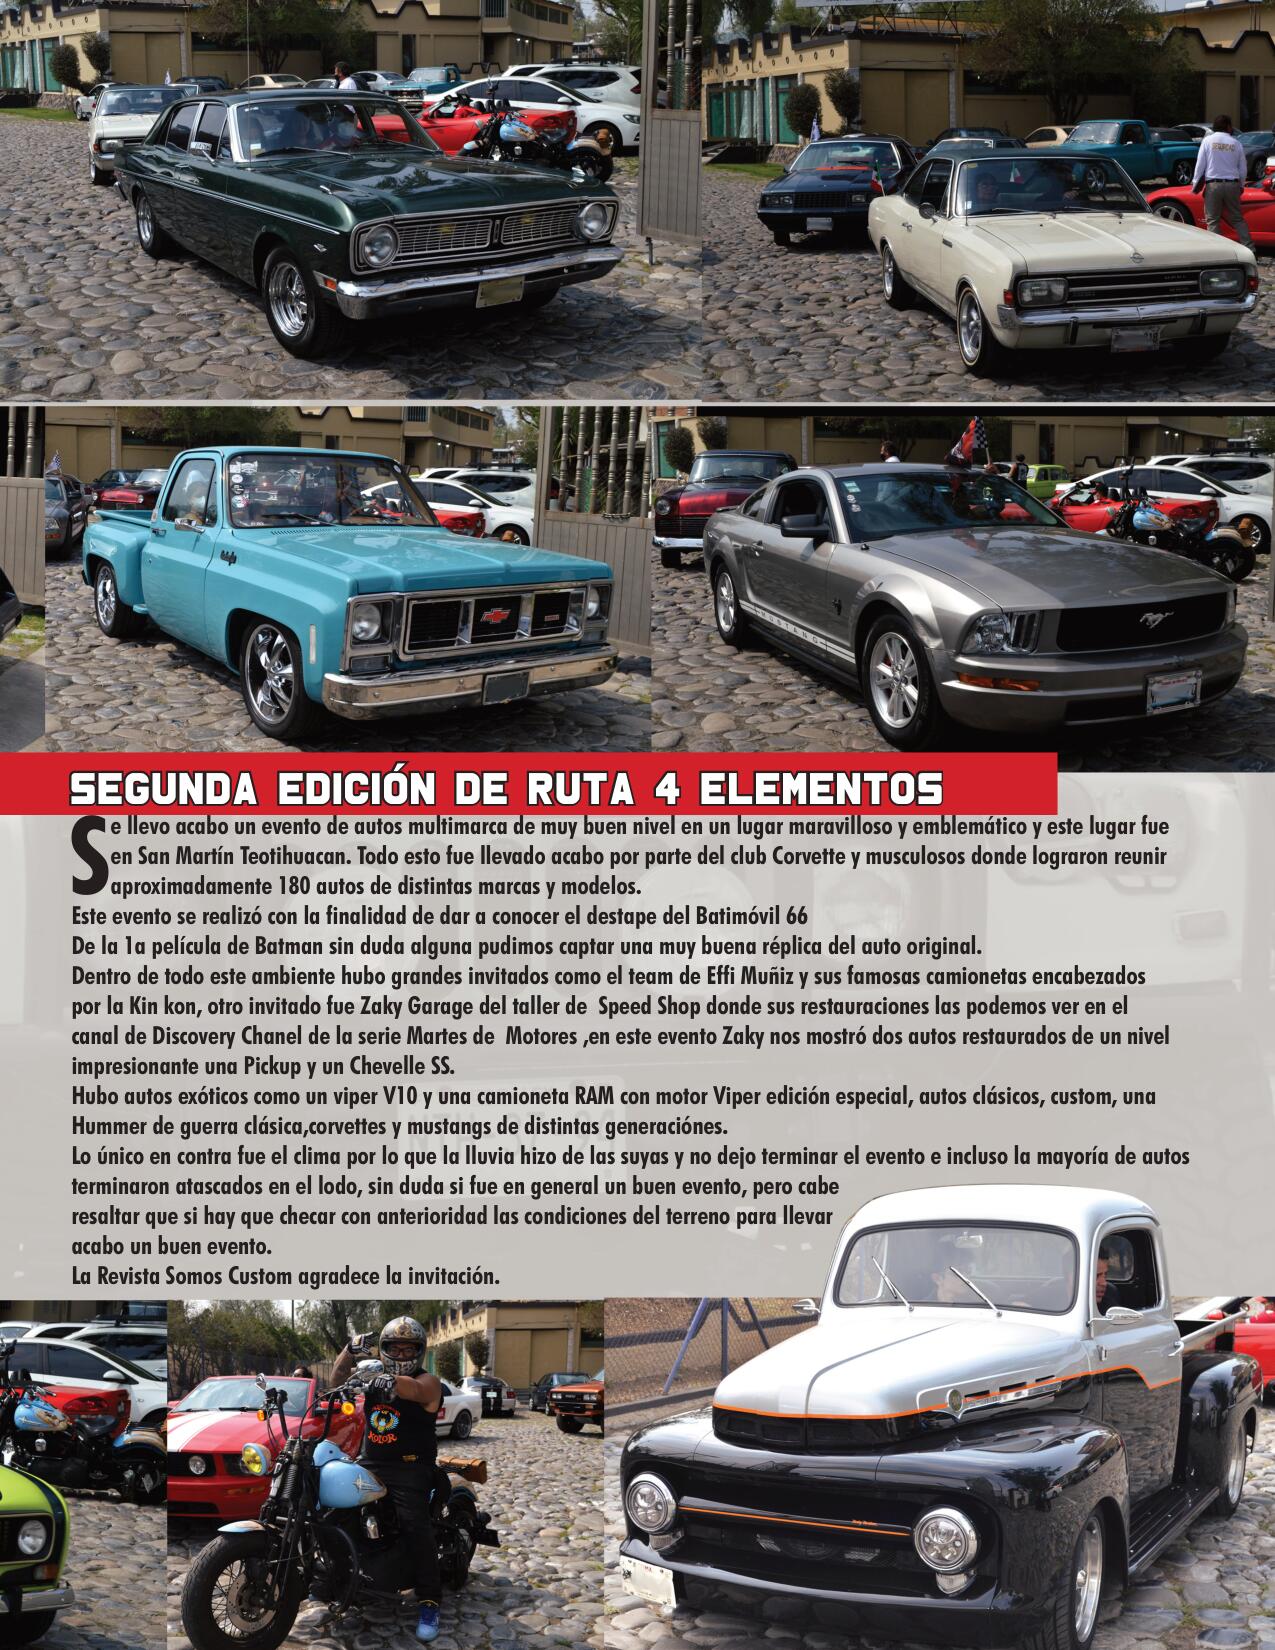 SEGURIDAD
MUSTANG
SEGUNDA EDICIÓN DE RUTA 4 ELEMENTOS
Se llevo acabo un evento de autos multimarca de muy buen nivel en un lugar maravilloso y emblemático y este lugar fue
en San Martín Teotihuacan. Todo esto fue llevado acabo por parte del club Corvette y musculosos donde lograron reunir
aproximadamente 180 autos de distintas marcas y modelos.
Este evento se realizó con la finalidad de dar a conocer el destape del Batimóvil 66
De la 1a película de Batman sin duda alguna pudimos captar una muy buena réplica del auto original.
Dentro de todo este ambiente hubo grandes invitados como el team de Effi Muñiz y sus famosas camionetas encabezados
por la Kin kon, otro invitado fue Zaky Garage del taller de  Speed Shop donde sus restauraciones las podemos ver en el
canal de Discovery Chanel de la serie Martes de  Motores ,en este evento Zaky nos mostró dos autos restaurados de un nivel
impresionante una Pickup y un Chevelle SS.
Hubo autos exóticos como un viper V10 y una camioneta RAM con motor Viper edición especial, autos clásicos, custom, una
Hummer de guerra clásica,corvettes y mustangs de distintas generaciónes.
Lo único en contra fue el clima por lo que la lluvia hizo de las suyas y no dejo terminar el evento e incluso la mayoría de autos
terminaron atascados en el lodo, sin duda si fue en general un buen evento, pero cabe
resaltar que si hay que checar con anterioridad las condiciones del terreno para llevar
acabo un buen evento.
La Revista Somos Custom agradece la invitación.
KOLOR